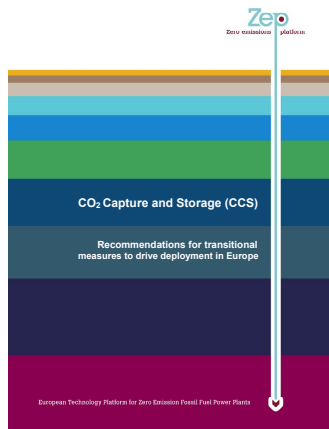 Zep
Zero emissions platform
CO₂ Capture and Storage (CCS)
Recommendations for transitional
measures to drive deployment in Europe
European Technology Platform for Zero Emission Fossil Fuel Power Plants